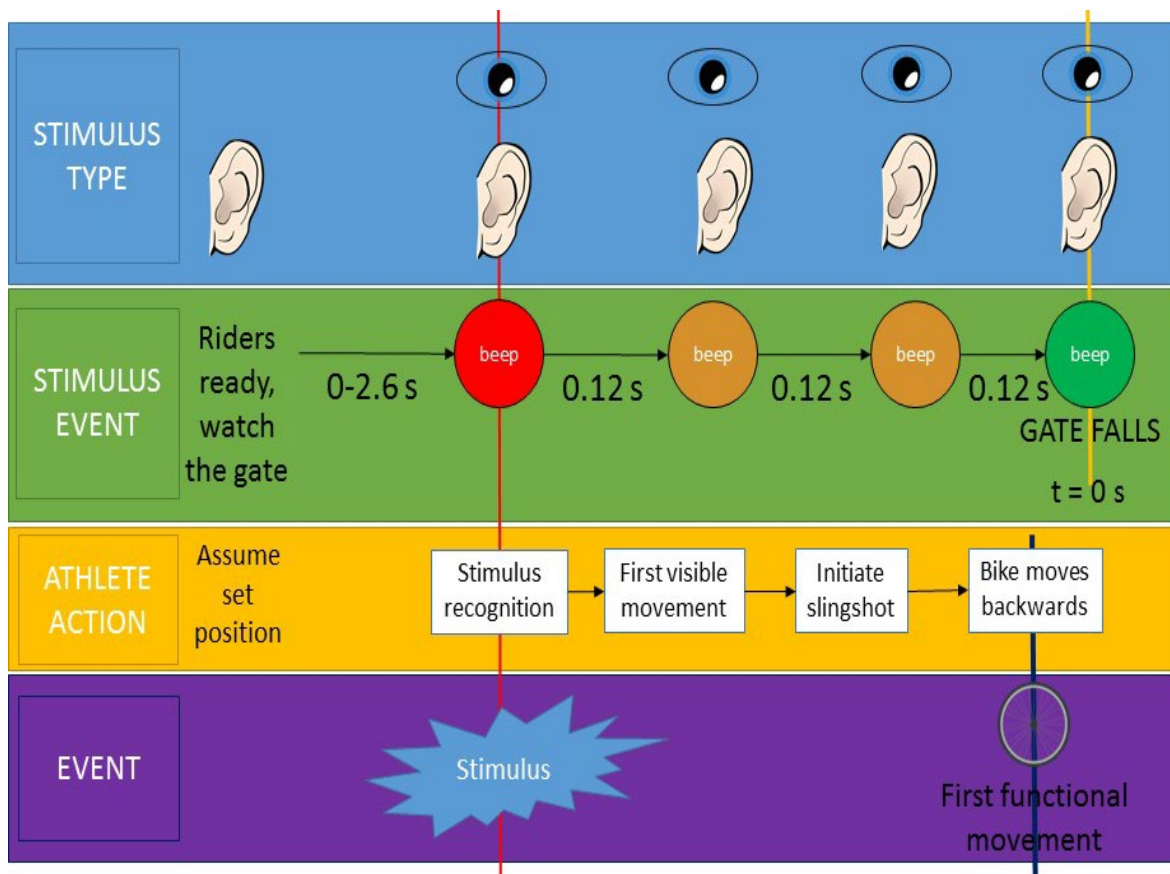 STIMULUS
TYPE
STIMULUS
EVENT
Riders
ready,
watch
the gate
0-2.6 s
beep
0.12 s
beep
0.12 s
beep
0.12 s
beep
GATE FALLS
t = 0 s
ATHLETE
ACTION
Assume
set
position
Stimulus
recognition
First visible
movement
Initiate
slingshot
Bike moves
backwards
EVENT
Stimulus
First functional
movement